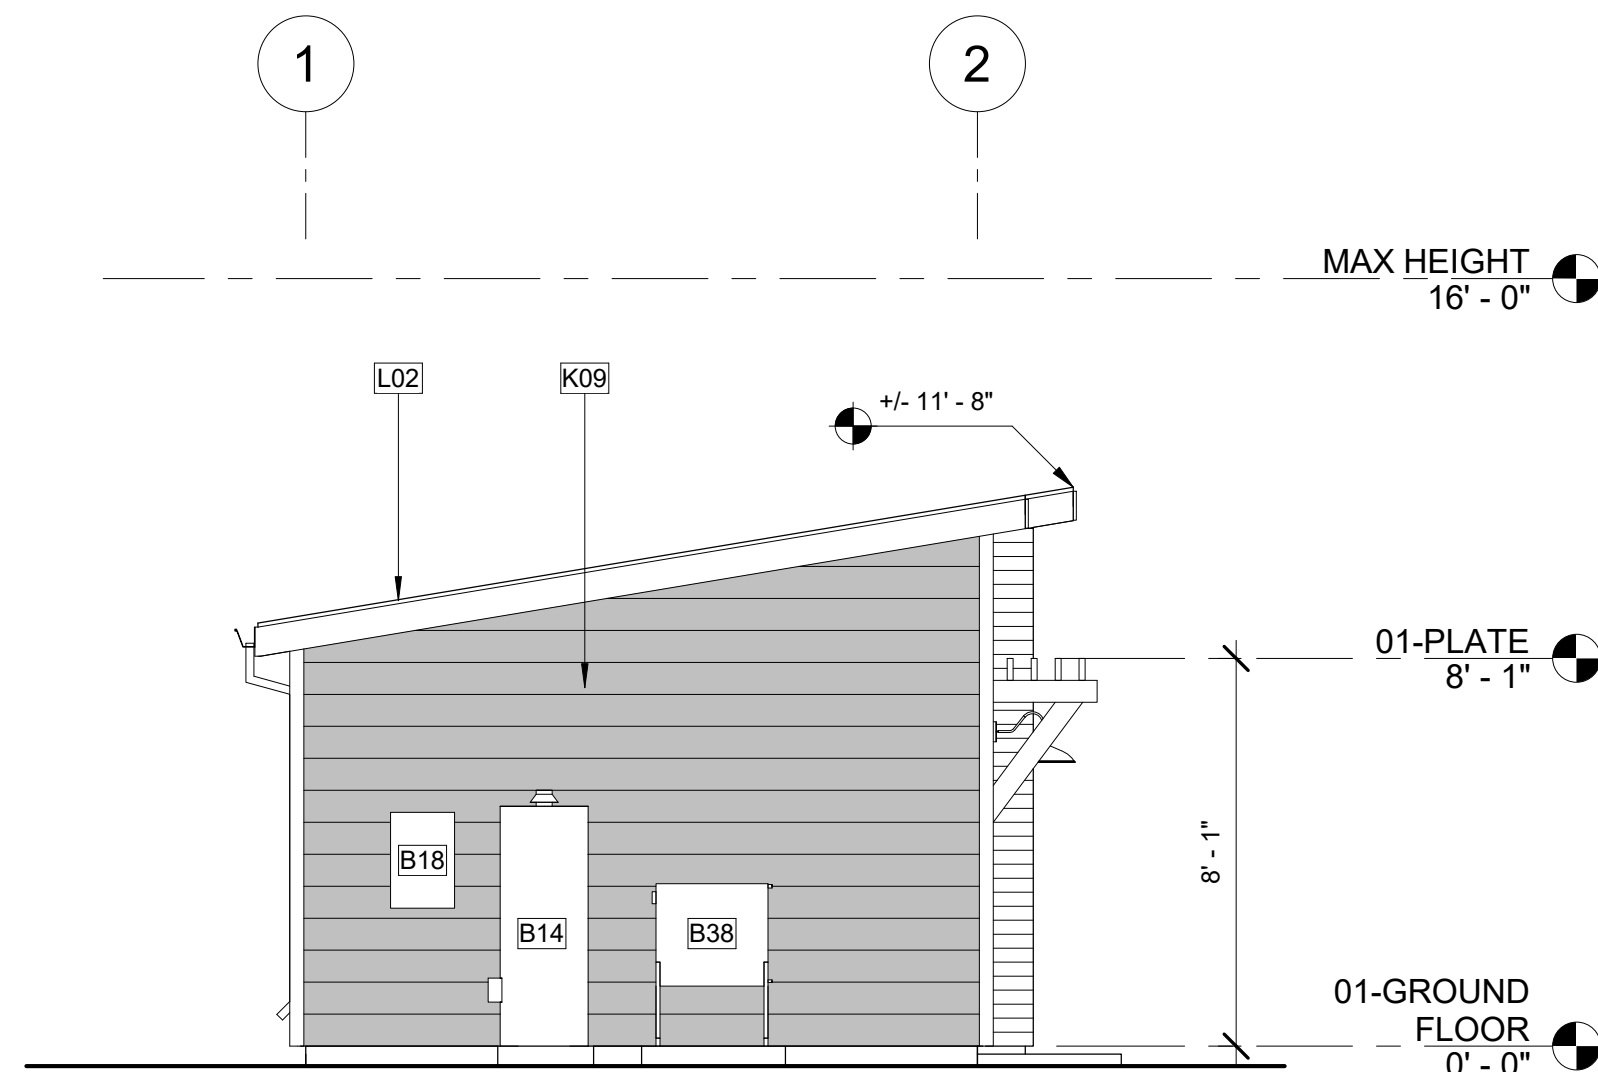 1
2
MAX HEIGHT
16' - 0"
L02
K09
+/- 11' - 8"
01-PLATE
8' - 1"
8' - 1"
B18
B14
B38
01-GROUND
FLOOR
0' - 0"